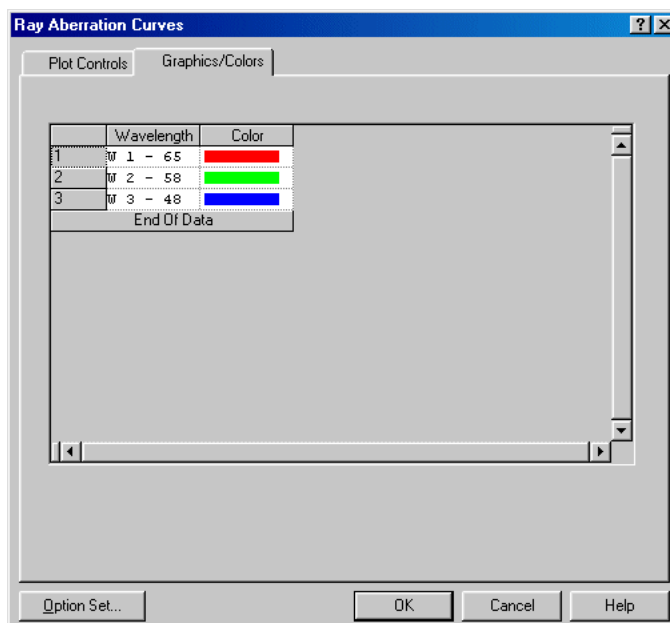 Ray Aberration Curves
Plot Controls Graphics/Colors
Wavelength Color
1 W 1 - 65
2 W 2 - 58
3 W 3 - 48
End Of Data
Option Set... OK Cancel Help